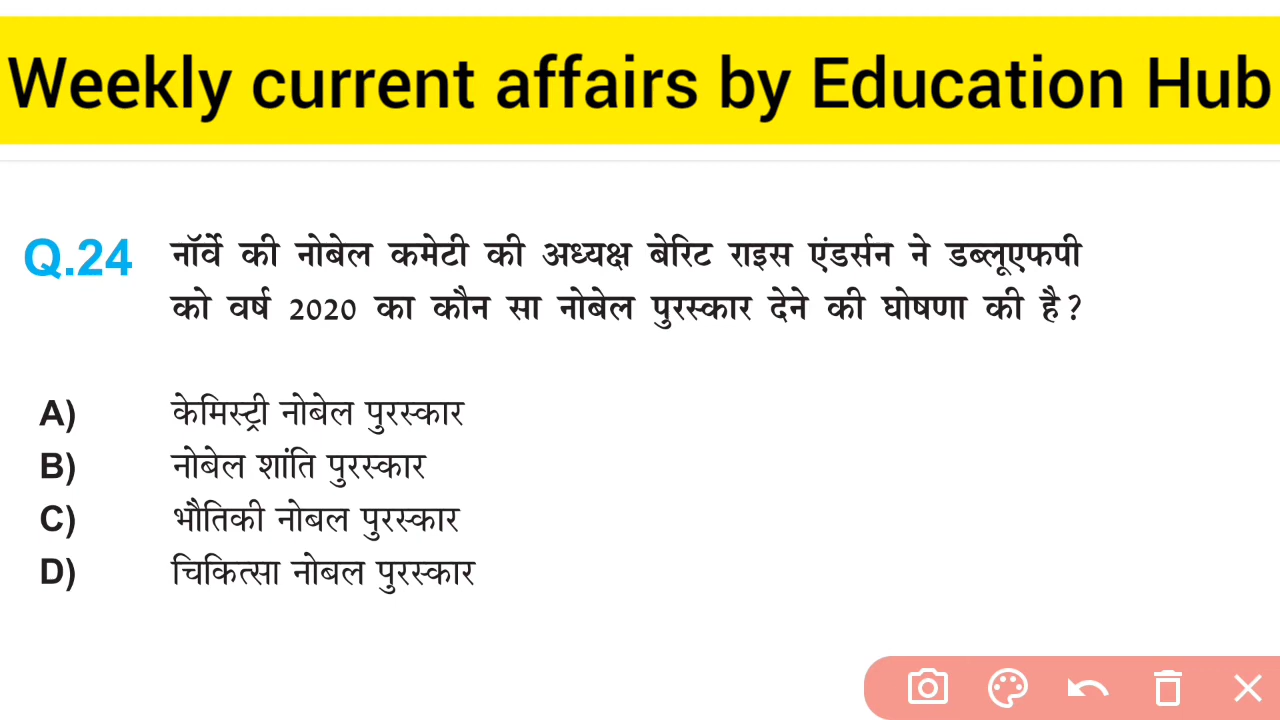 Weekly current affairs by Education Hub
Q.24 नॉर्वे की नोबेल कमेटी की अध्यक्ष बेरिट राइस एंडर्सन ने डब्लूएफपी
को वर्ष 2020 का कौन सा नोबेल पुरस्कार देने की घोषणा की है?
A) केमिस्ट्री नोबेल पुरस्कार
B) नोबेल शांति पुरस्कार
C) भौतिकी नोबल पुरस्कार
D) चिकित्सा नोबल पुरस्कार